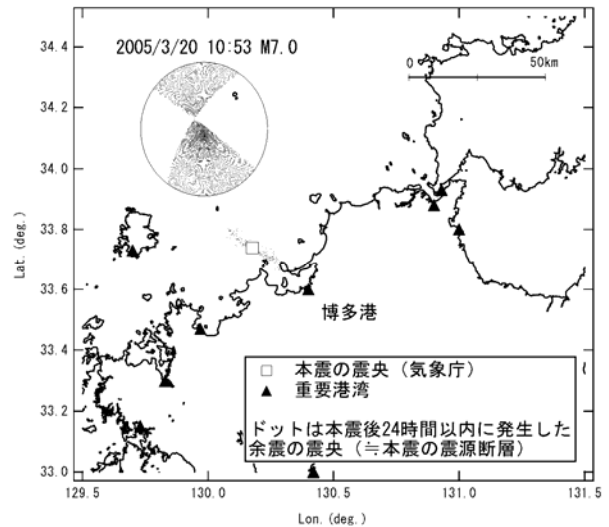 2005/3/20 10:53 M7.0
0 50km
34.4
34.2
34.0
33.8
33.6
33.4
33.2
33.0
Lat. (deg.)
博多港
□ 本震の震央（気象庁）
▲ 重要港湾
ドットは本震後24時間以内に発生した
余震の震央（≒本震の震源断層）
129.5 130.0 130.5 131.0 131.5
Lon. (deg.)